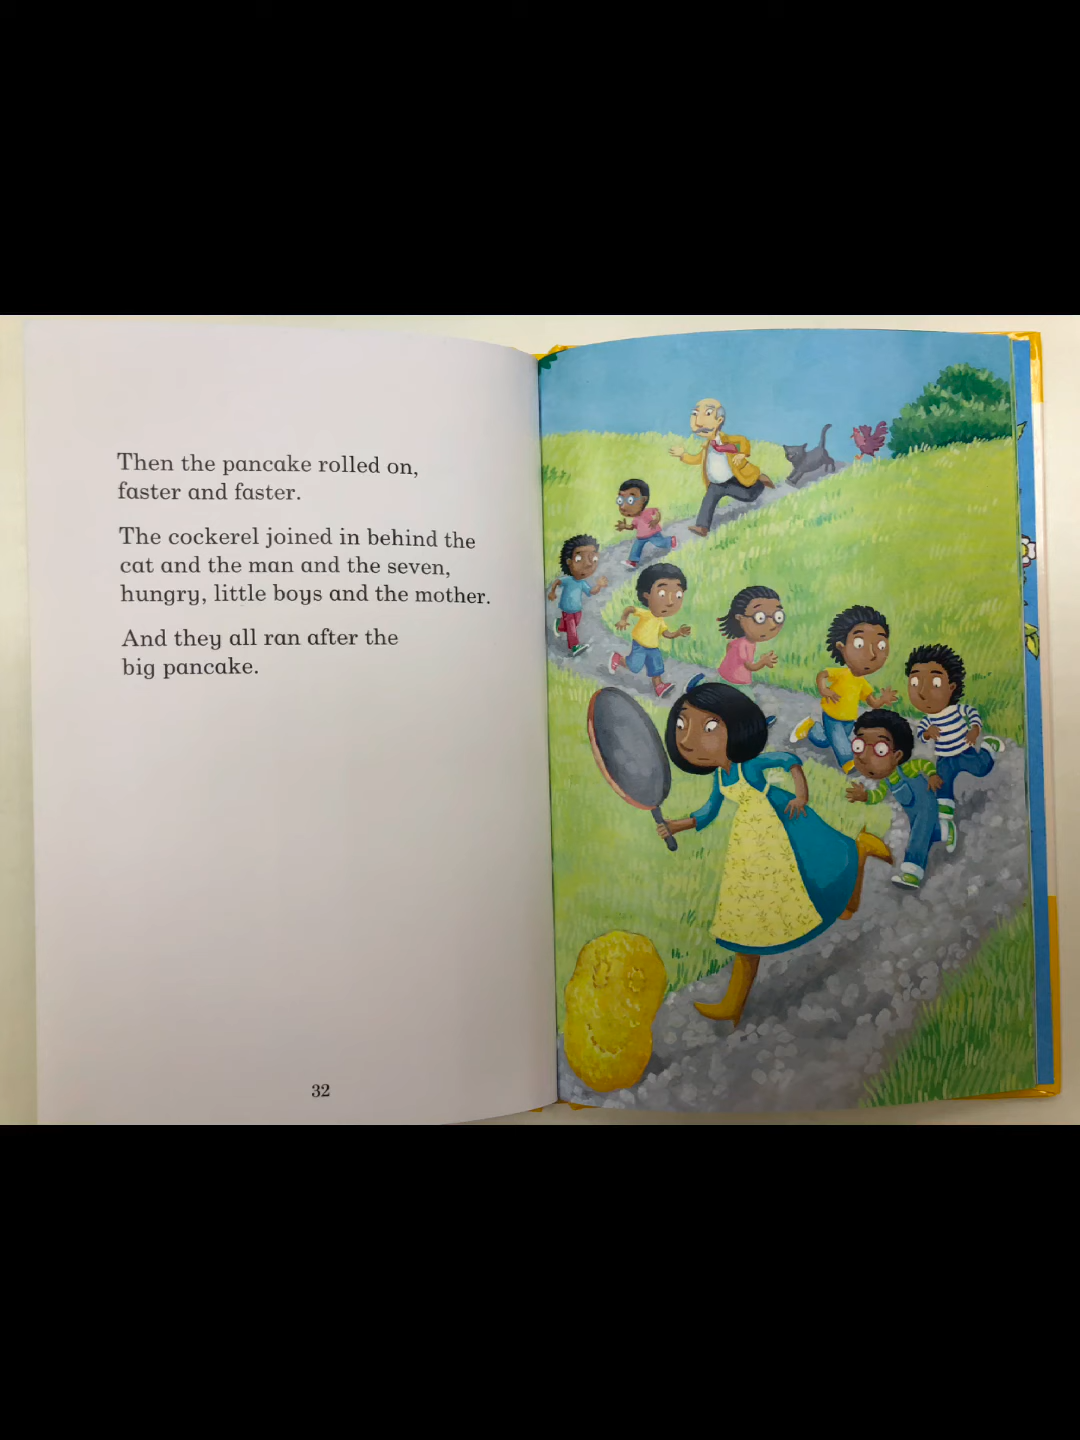 Then the pancake rolled on,
faster and faster.
The cockerel joined in behind the
cat and the man and the seven,
hungry, little boys and the mother.
And they all ran after the
big pancake.
32